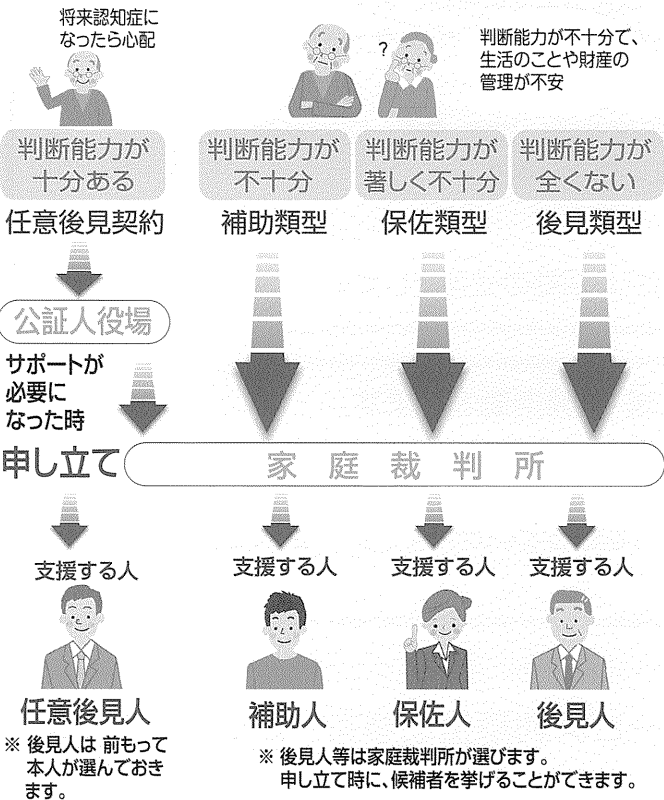 将来認知症に
なったら心配
?
判断能力が不十分で、
生活のことや財産の
管理が不安
判断能力が
十分ある
判断能力が
不十分
判断能力が
著しく不十分
判断能力が
全くない
任意後見契約
補助類型
保佐類型
後見類型
公証人役場
サポートが
必要に
なった時
申し立て
家庭裁判所
支援する人
支援する人
支援する人
支援する人
任意後見人
補助人
保佐人
後見人
※ 後見人は 前もって
本人が選んでおき
ます。
※ 後見人等は家庭裁判所が選びます。
申し立て時に、候補者を挙げることができます。